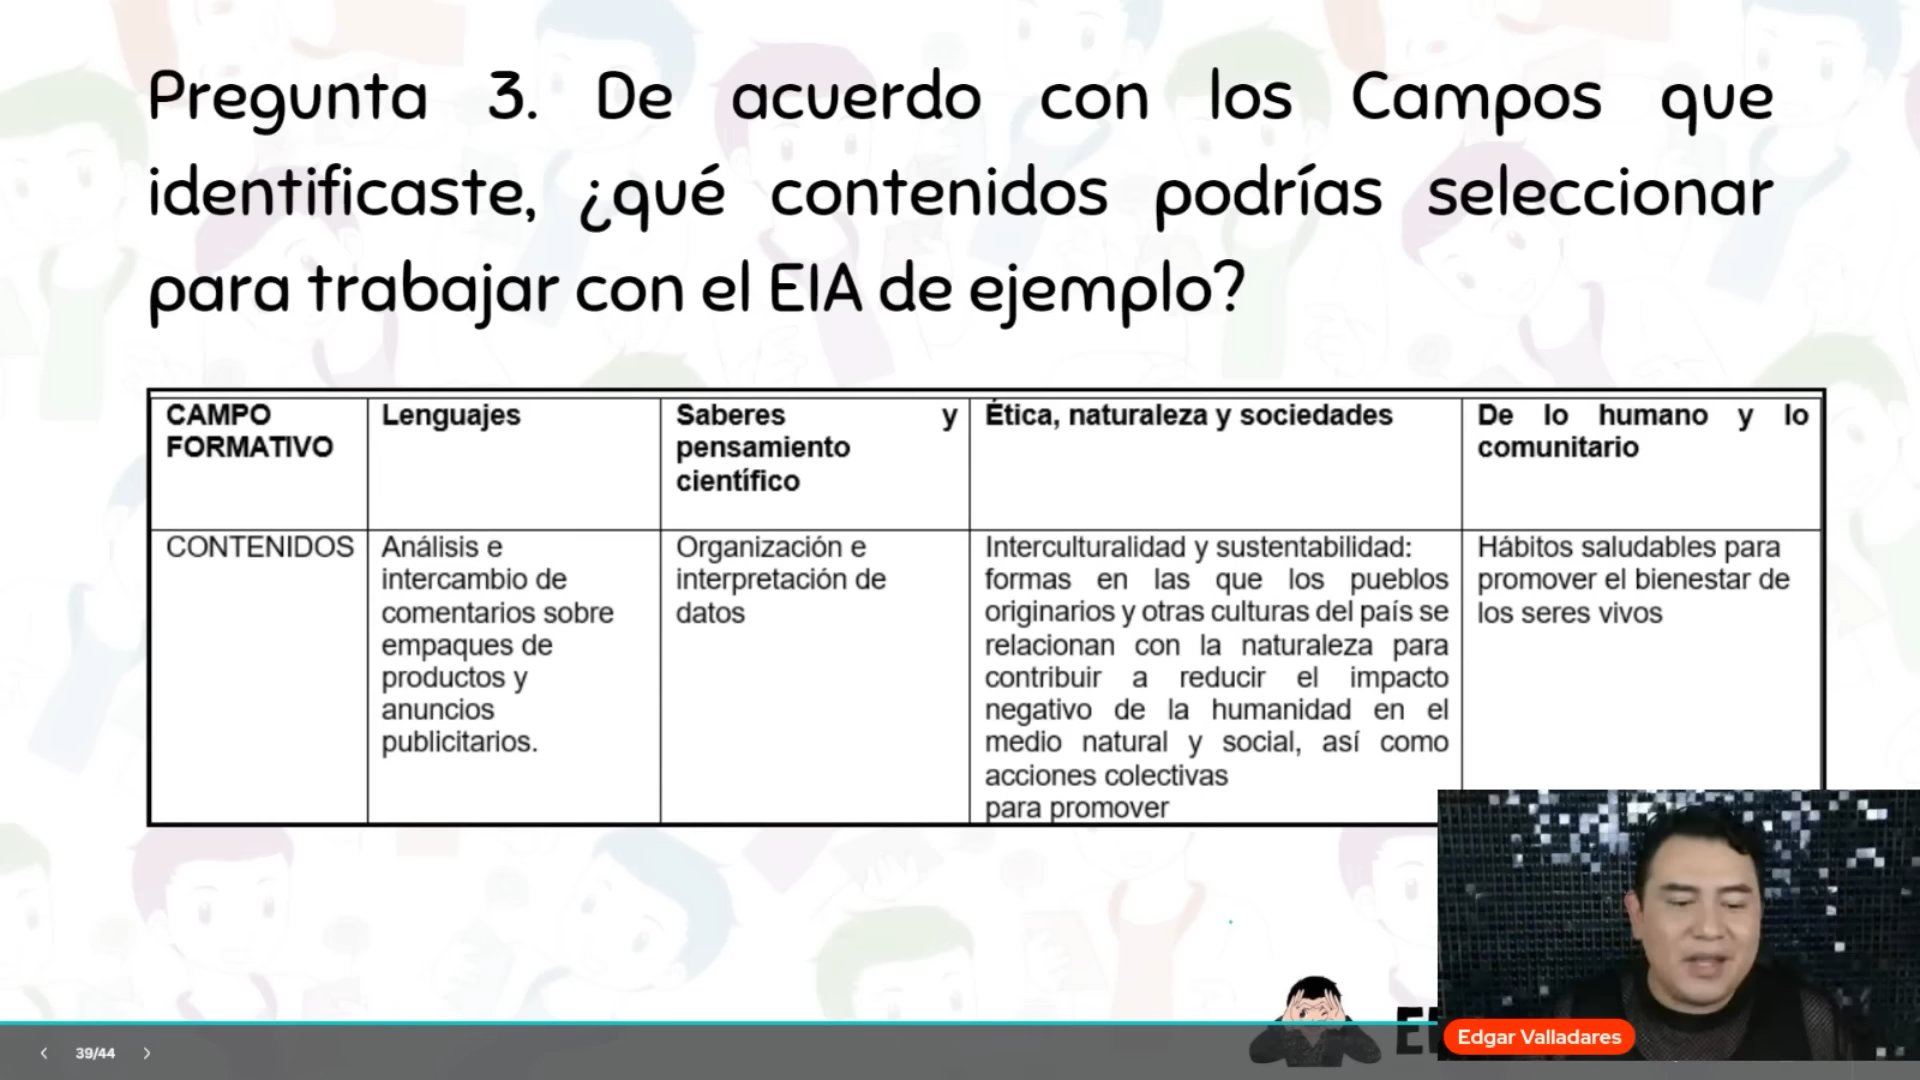 Pregunta 3. De acuerdo con los Campos que
identificaste, ¿qué contenidos podrías seleccionar
para trabajar con el EIA de ejemplo?
CAMPO
FORMATIVO
Lenguajes
Saberes y
pensamiento
científico
Ética, naturaleza y sociedades
De lo humano y lo
comunitario
CONTENIDOS
Análisis e
intercambio de
comentarios sobre
empaques de
productos y
anuncios
publicitarios.
Organización e
interpretación de
datos
Interculturalidad y sustentabilidad:
formas en las que los pueblos
originarios y otras culturas del país se
relacionan con la naturaleza para
contribuir a reducir el impacto
negativo de la humanidad en el
medio natural y social, así como
acciones colectivas
para promover
Hábitos saludables para
promover el bienestar de
los seres vivos
39/44
Edgar Valladares